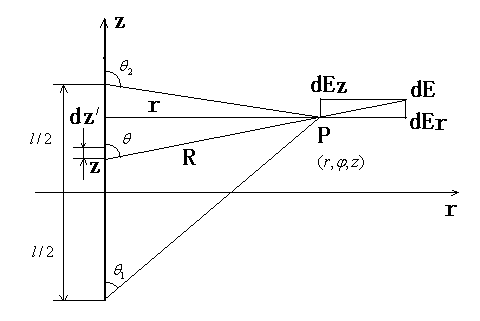 z
θ₂
dEz
dE
r
dz'
P
dEr
l/2
θ
R
z
(r,φ,z)
r
l/2
θ₁